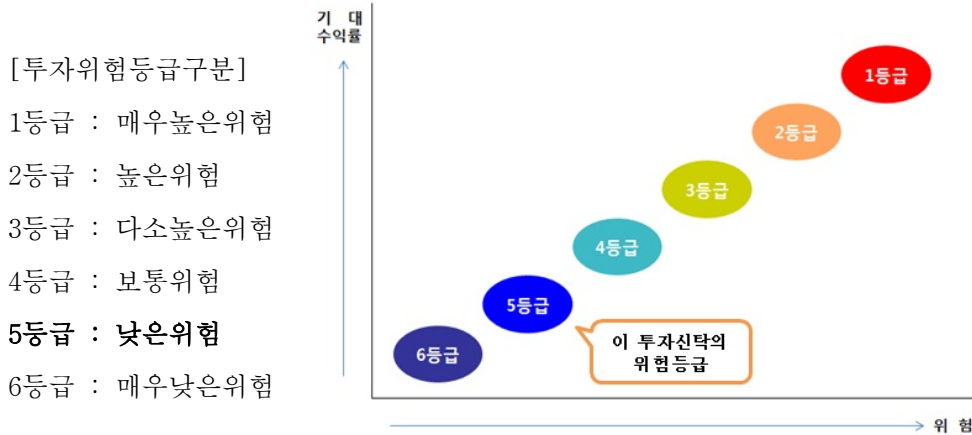 [투자위험등급구분]
1등급 : 매우높은위험
2등급 : 높은위험
3등급 : 다소높은위험
4등급 : 보통위험
5등급 : 낮은위험
6등급 : 매우낮은위험
기 대
수익률
1등급
2등급
3등급
4등급
5등급
6등급
이 투자신탁의
위험등급
위 험